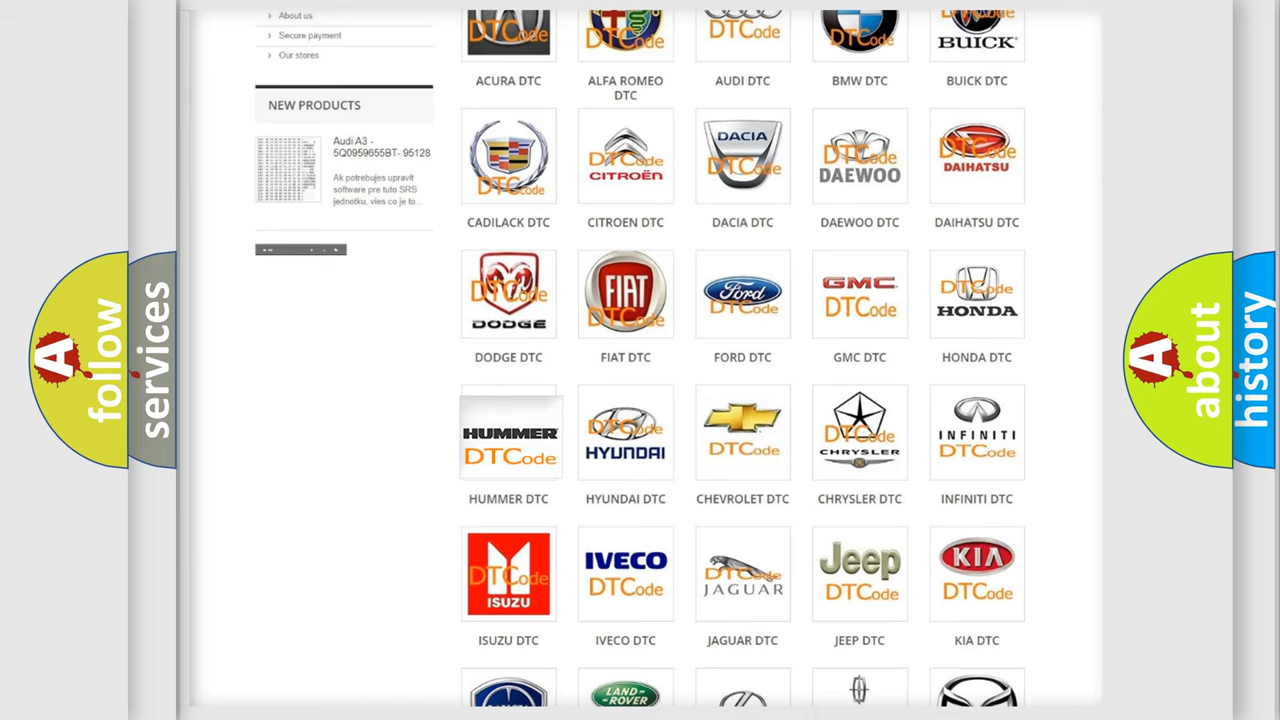 About us
Secure payment
Our stores
NEW PRODUCTS
Audi A3 -
5Q0959655BT- 95128
Ak potrebujes upravit
software pre tuto SRS
jednotku, vies co je to...
DTCode
DTCode
DTCode
DTCode
DTCode
BUICK
ACURA DTC
ALFA ROMEO
DTC
AUDI DTC
BMW DTC
BUICK DTC
DTCode
DTCode
CITROËN
DACIA
DTCode
DTCode
DAEWOO
DTCode
DAIHATSU
CADILACK DTC
CITROEN DTC
DACIA DTC
DAEWOO DTC
DAIHATSU DTC
DTCode
DODGE
FIAT
DTCode
Ford
DTCode
GMC
DTCode
DTCode
HONDA
DODGE DTC
FIAT DTC
FORD DTC
GMC DTC
HONDA DTC
HUMMER
DTCode
DTCode
HYUNDAI
DTCode
DTCode
CHRYSLER
INFINITI
DTCode
HUMMER DTC
HYUNDAI DTC
CHEVROLET DTC
CHRYSLER DTC
INFINITI DTC
DTCode
ISUZU
IVECO
DTCode
DTCode
JAGUAR
Jeep
DTCode
KIA
DTCode
ISUZU DTC
IVECO DTC
JAGUAR DTC
JEEP DTC
KIA DTC
LAND-
ROVER
A
follow
services
A
about
history